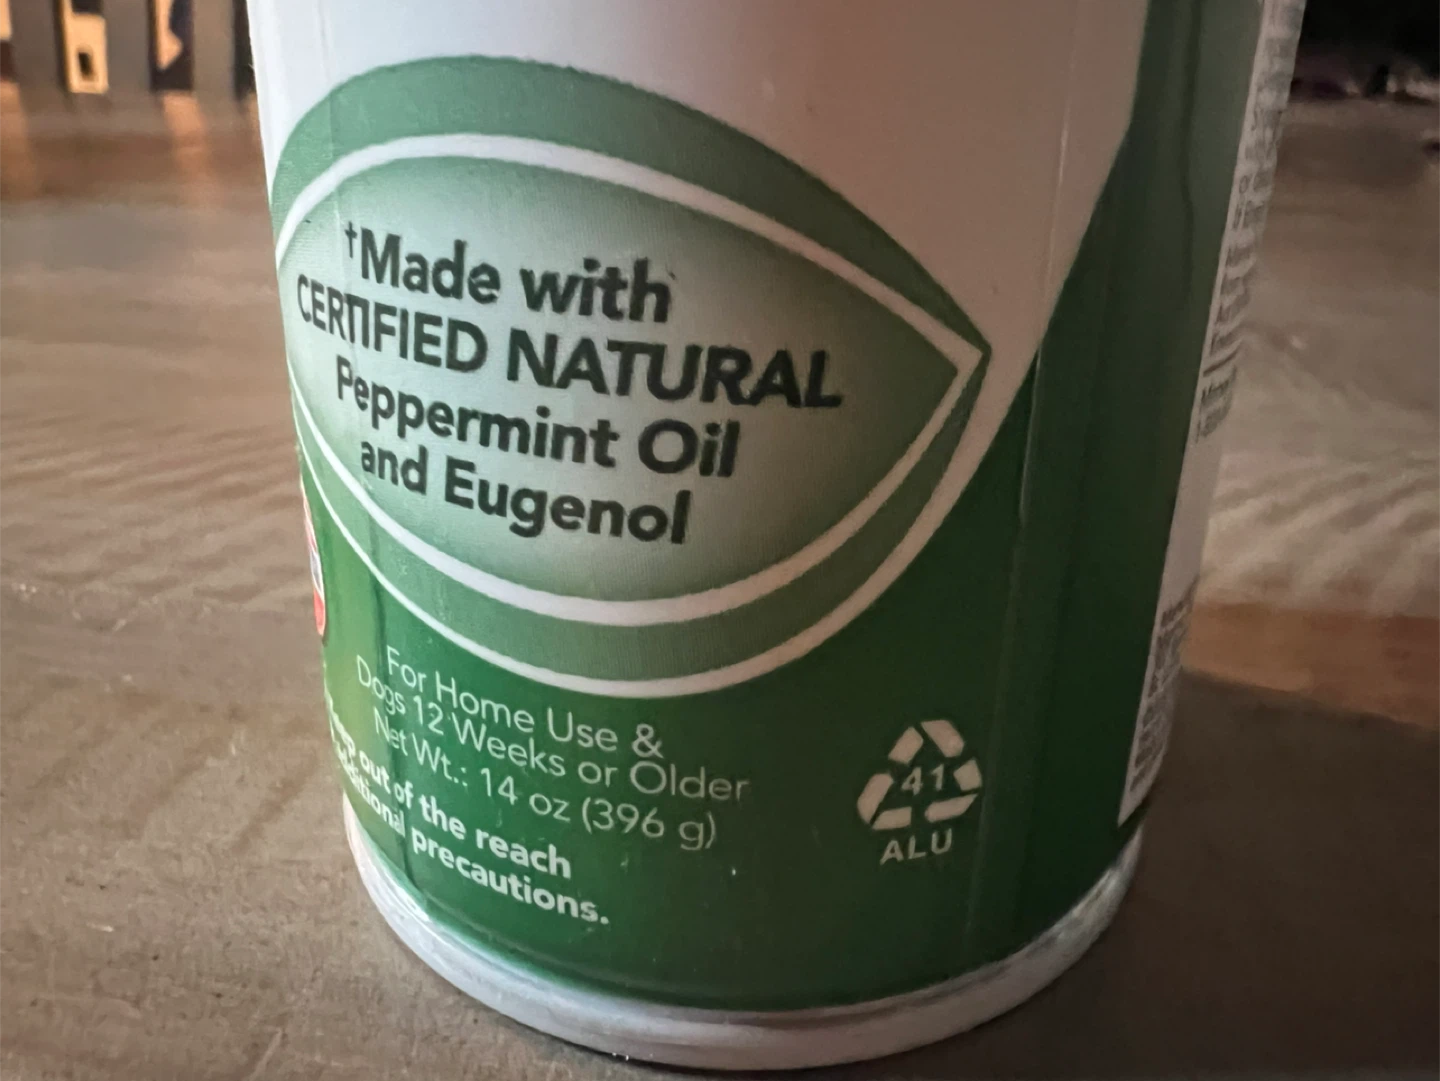 †Made with
CERTIFIED NATURAL
Peppermint Oil
and Eugenol
For Home Use &
Dogs 12 Weeks or Older
Net Wt.: 14 oz (396 g)
out of the reach
additional precautions.
41
ALU